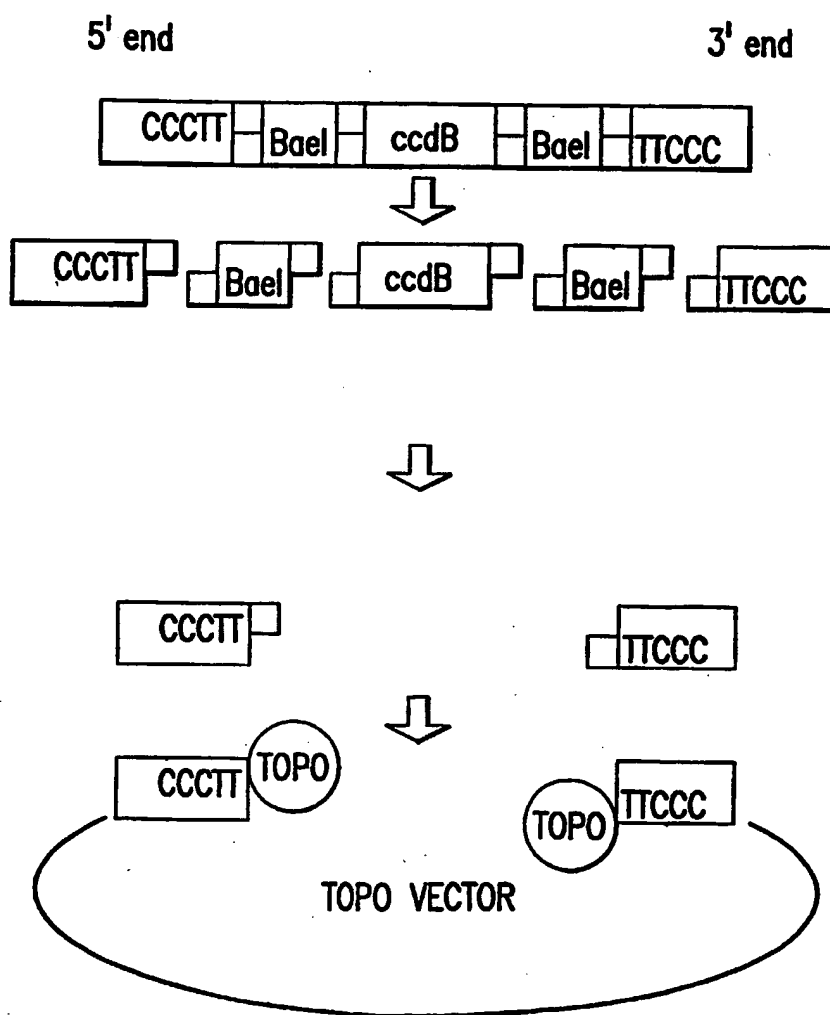 5' end 3' end
CCCTT BaeI ccdB BaeI TTCCC
CCCTT BaeI ccdB BaeI TTCCC
CCCTT TTCCC
CCCTT TOPO TOPO TTCCC
TOPO VECTOR